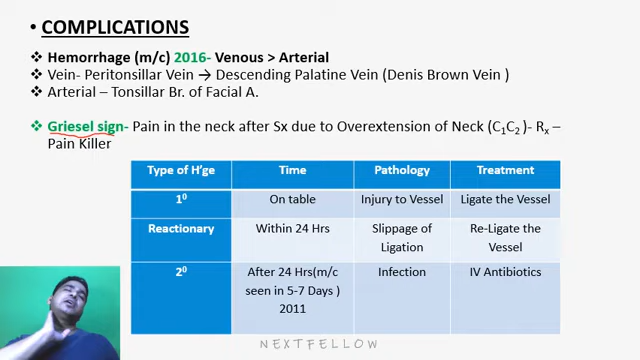 • COMPLICATIONS
❖ Hemorrhage (m/c) 2016- Venous > Arterial
❖ Vein- Peritonsillar Vein → Descending Palatine Vein (Denis Brown Vein )
❖ Arterial – Tonsillar Br. of Facial A.
❖ Griesel sign- Pain in the neck after Sx due to Overextension of Neck (C₁C₂ )- Rₓ –
Pain Killer
Type of H'ge Time Pathology Treatment
1⁰ On table Injury to Vessel Ligate the Vessel
Reactionary Within 24 Hrs Slippage of Re-Ligate the
Ligation Vessel
2⁰ After 24 Hrs(m/c Infection IV Antibiotics
seen in 5-7 Days )
2011
NEXTFELLOW